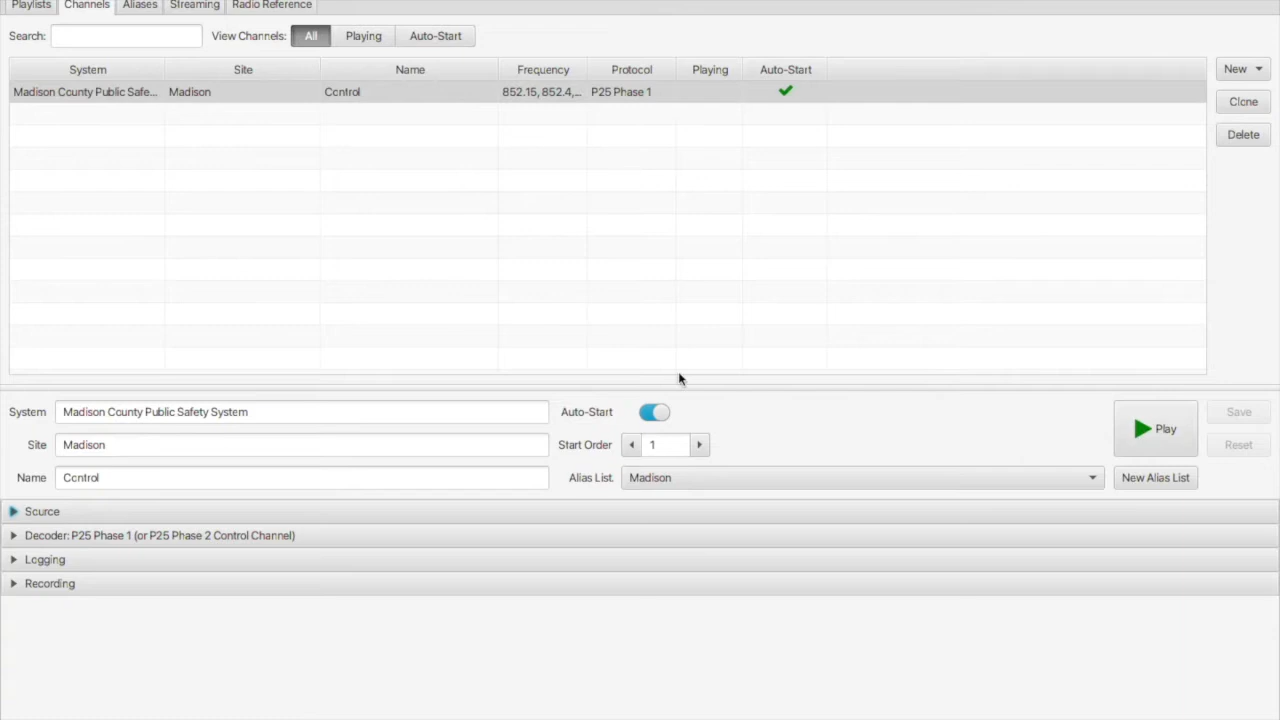 Playlists Channels Aliases Streaming Radio Reference
Search: View Channels: All Playing Auto-Start
System Site Name Frequency Protocol Playing Auto-Start New
Madison County Public Safe... Madison Control 852.15, 852.4,... P25 Phase 1
Clone
Delete
System Madison County Public Safety System Auto-Start Play Save
Site Madison Start Order 1 Reset
Name Control Alias List Madison New Alias List
Source
Decoder: P25 Phase 1 (or P25 Phase 2 Control Channel)
Logging
Recording